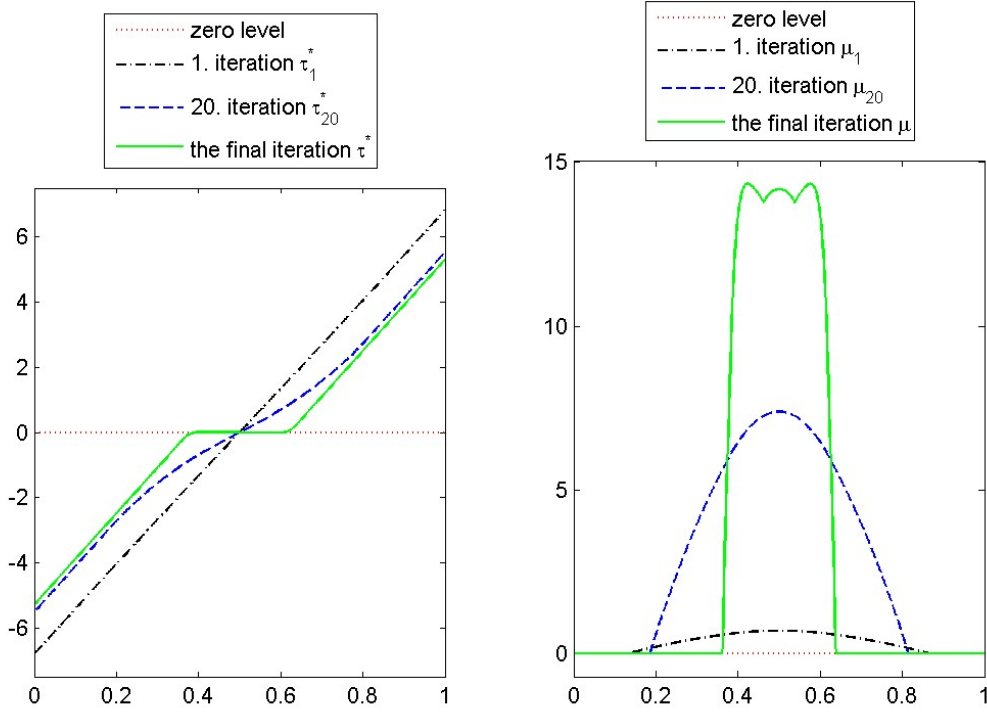 zero level
1. iteration τ*1
20. iteration τ*20
the final iteration τ*
6
4
2
0
-2
-4
-6
0 0.2 0.4 0.6 0.8 1
zero level
1. iteration μ1
20. iteration μ20
the final iteration μ
15
10
5
0
0 0.2 0.4 0.6 0.8 1